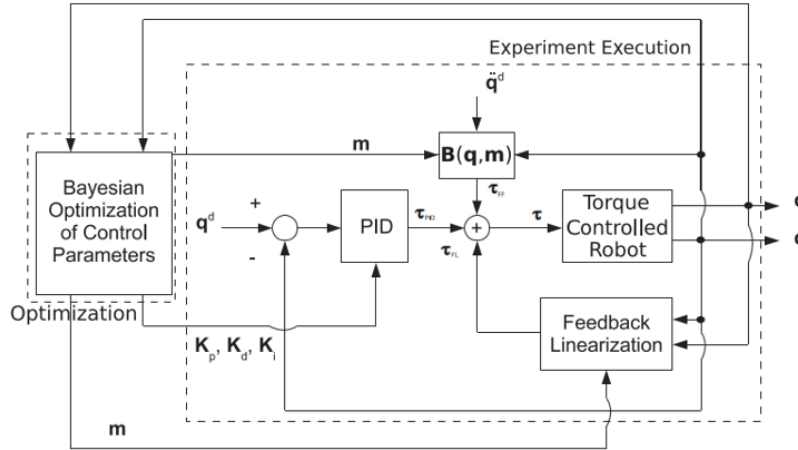 Experiment Execution
q̈ᵈ
m
B(q,m)
Bayesian
Optimization
of Control
Parameters
τFF
qᵈ
+
-
PID
τPID
τFL
+
τ
Torque
Controlled
Robot
Optimization
Kp, Kd, Ki
Feedback
Linearization
m